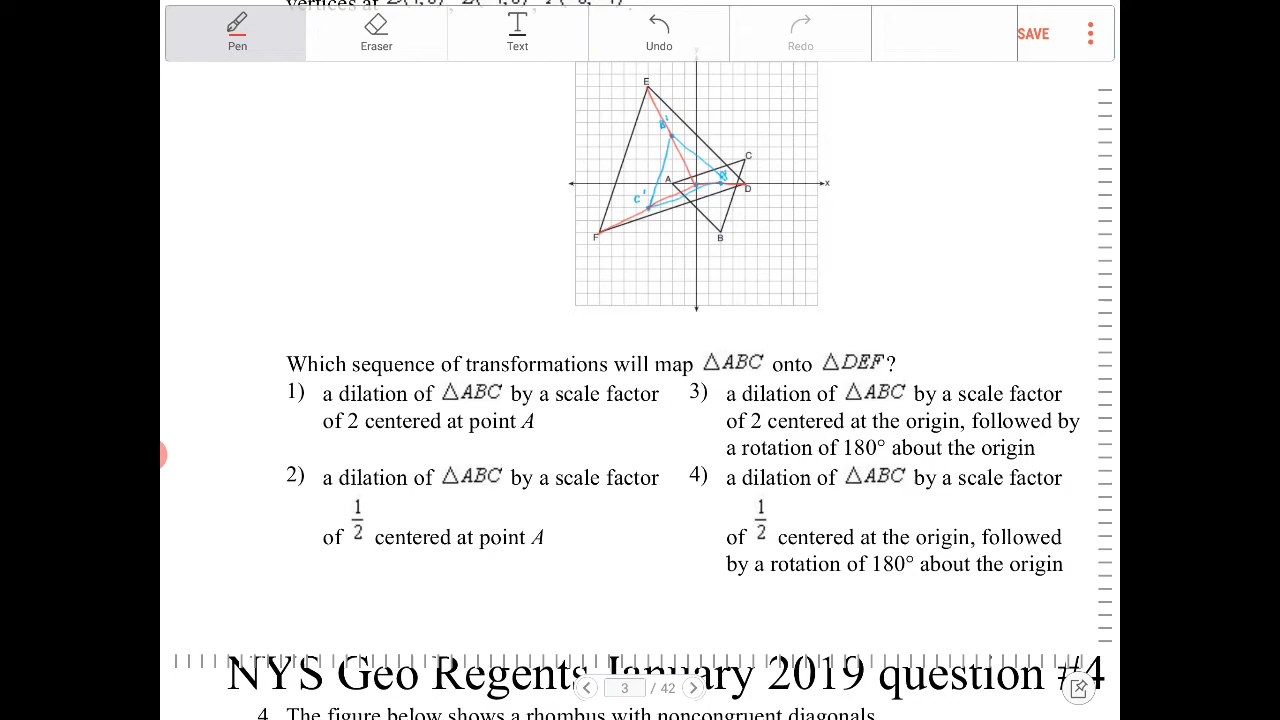 vertices at
Pen
Eraser
Text
Undo
Redo
SAVE
y
E
B'
C
A
A'
x
D
C'
F
B
Which sequence of transformations will map △ABC onto △DEF?
1) a dilation of △ABC by a scale factor
of 2 centered at point A
3) a dilation of △ABC by a scale factor
of 2 centered at the origin, followed by
a rotation of 180° about the origin
2) a dilation of △ABC by a scale factor
of 1/2 centered at point A
4) a dilation of △ABC by a scale factor
of 1/2 centered at the origin, followed
by a rotation of 180° about the origin
NYS Geo Regents January 2019 question #4
3 / 42
4 The figure below shows a rhombus with noncongruent diagonals